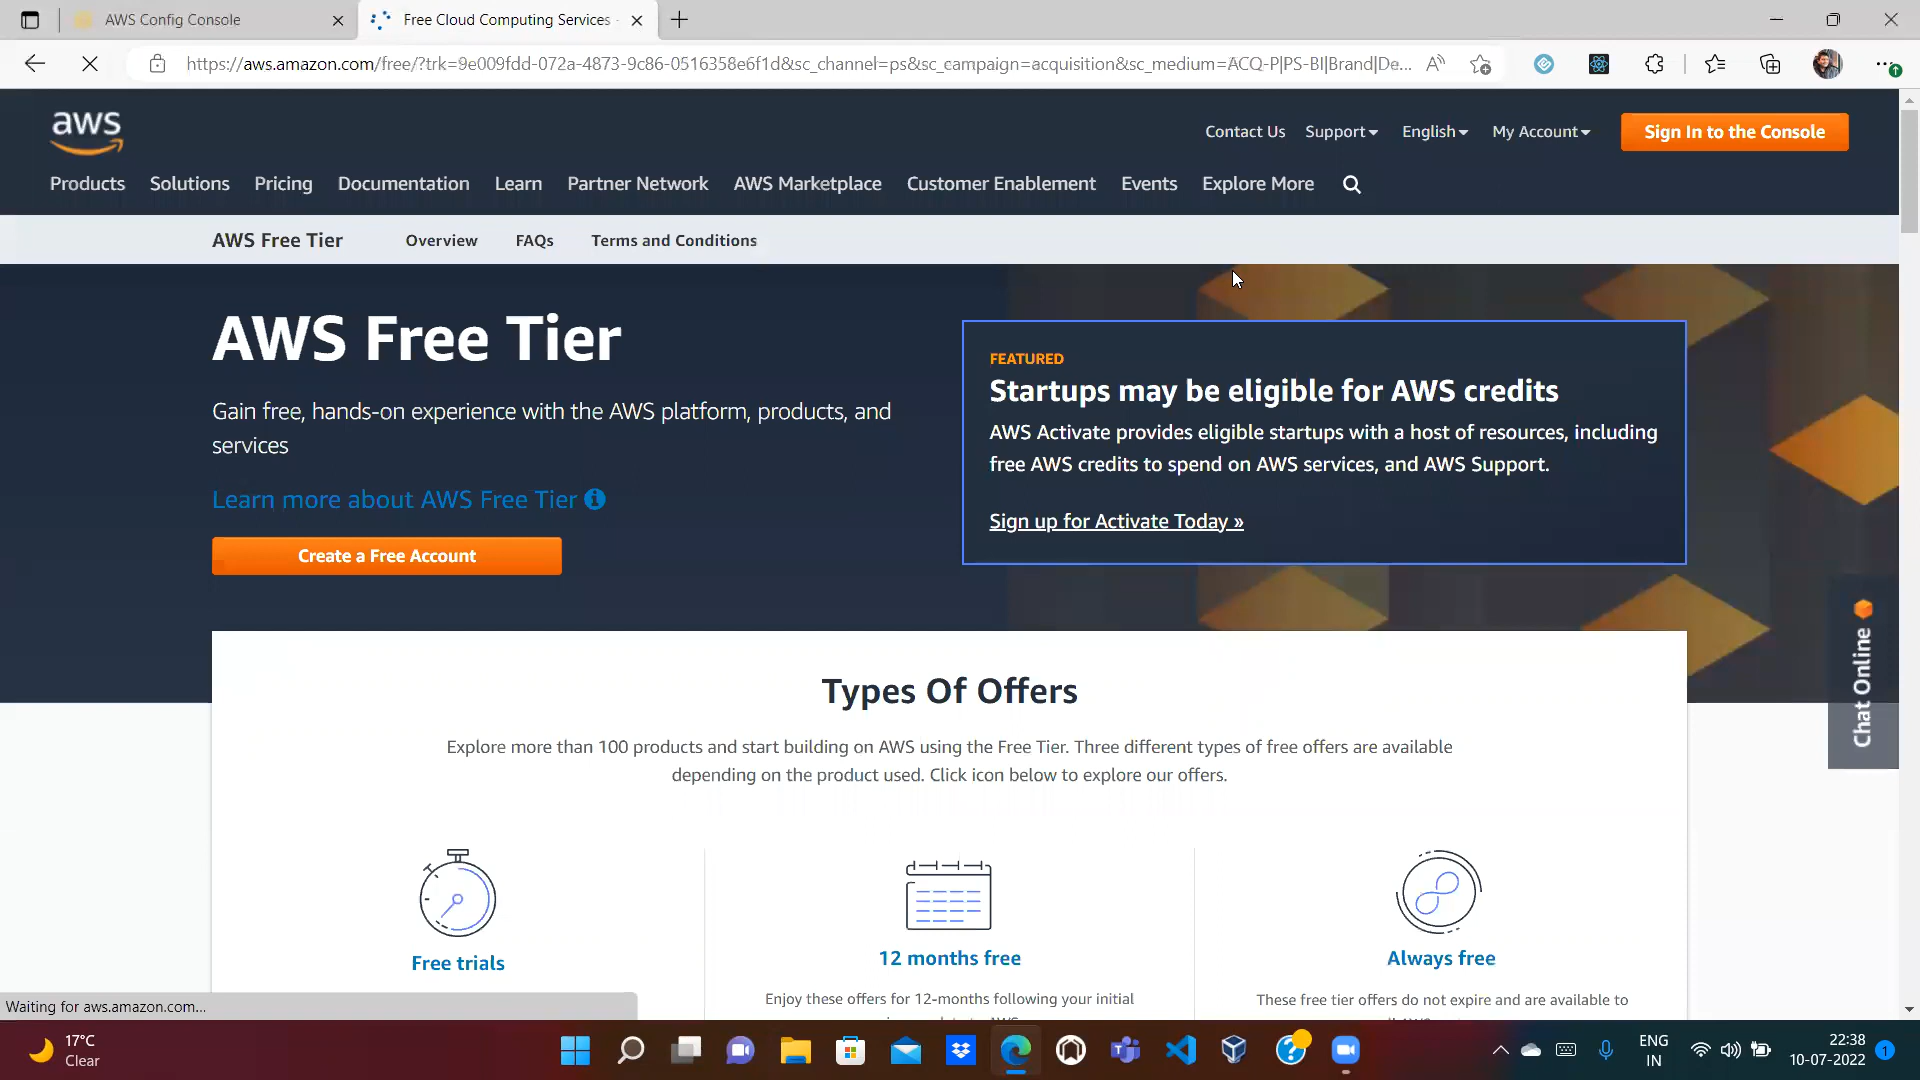 AWS Config Console
Free Cloud Computing Services -
https://aws.amazon.com/free/?trk=9e009fdd-072a-4873-9c86-0516358e6f1d&sc_channel=ps&sc_campaign=acquisition&sc_medium=ACQ-P|PS-BI|Brand|De...
aws
Contact Us Support English My Account Sign In to the Console
Products Solutions Pricing Documentation Learn Partner Network AWS Marketplace Customer Enablement Events Explore More
AWS Free Tier Overview FAQs Terms and Conditions
AWS Free Tier
Gain free, hands-on experience with the AWS platform, products, and
services
Learn more about AWS Free Tier
Create a Free Account
FEATURED
Startups may be eligible for AWS credits
AWS Activate provides eligible startups with a host of resources, including
free AWS credits to spend on AWS services, and AWS Support.
Sign up for Activate Today »
Chat Online
Types Of Offers
Explore more than 100 products and start building on AWS using the Free Tier. Three different types of free offers are available
depending on the product used. Click icon below to explore our offers.
Free trials
12 months free
Always free
Enjoy these offers for 12-months following your initial
These free tier offers do not expire and are available to
Waiting for aws.amazon.com...
17°C
Clear
ENG
IN
22:38
10-07-2022
1